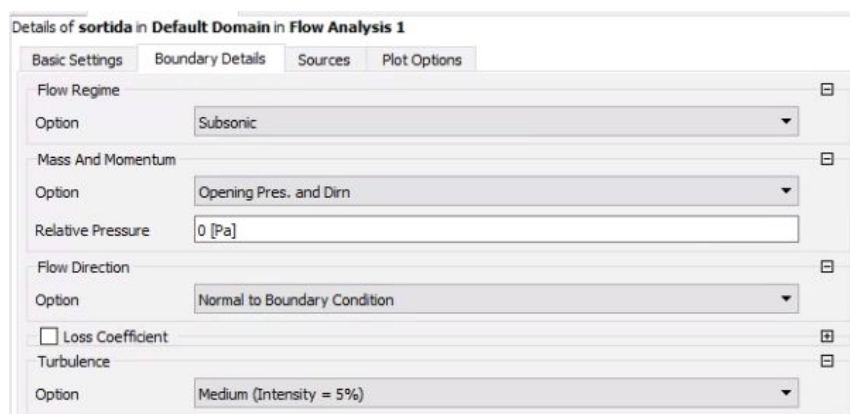 Details of sortida in Default Domain in Flow Analysis 1
Basic Settings Boundary Details Sources Plot Options
Flow Regime
Option Subsonic
Mass And Momentum
Option Opening Pres. and Dirn
Relative Pressure 0 [Pa]
Flow Direction
Option Normal to Boundary Condition
Loss Coefficient
Turbulence
Option Medium (Intensity = 5%)